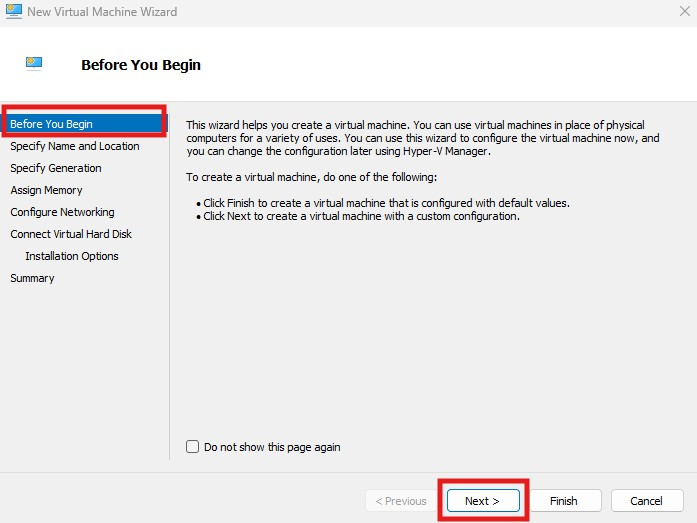 New Virtual Machine Wizard
Before You Begin
Before You Begin
Specify Name and Location
Specify Generation
Assign Memory
Configure Networking
Connect Virtual Hard Disk
Installation Options
Summary
This wizard helps you create a virtual machine. You can use virtual machines in place of physical
computers for a variety of uses. You can use this wizard to configure the virtual machine now, and
you can change the configuration later using Hyper-V Manager.
To create a virtual machine, do one of the following:
• Click Finish to create a virtual machine that is configured with default values.
• Click Next to create a virtual machine with a custom configuration.
Do not show this page again
< Previous
Next >
Finish
Cancel